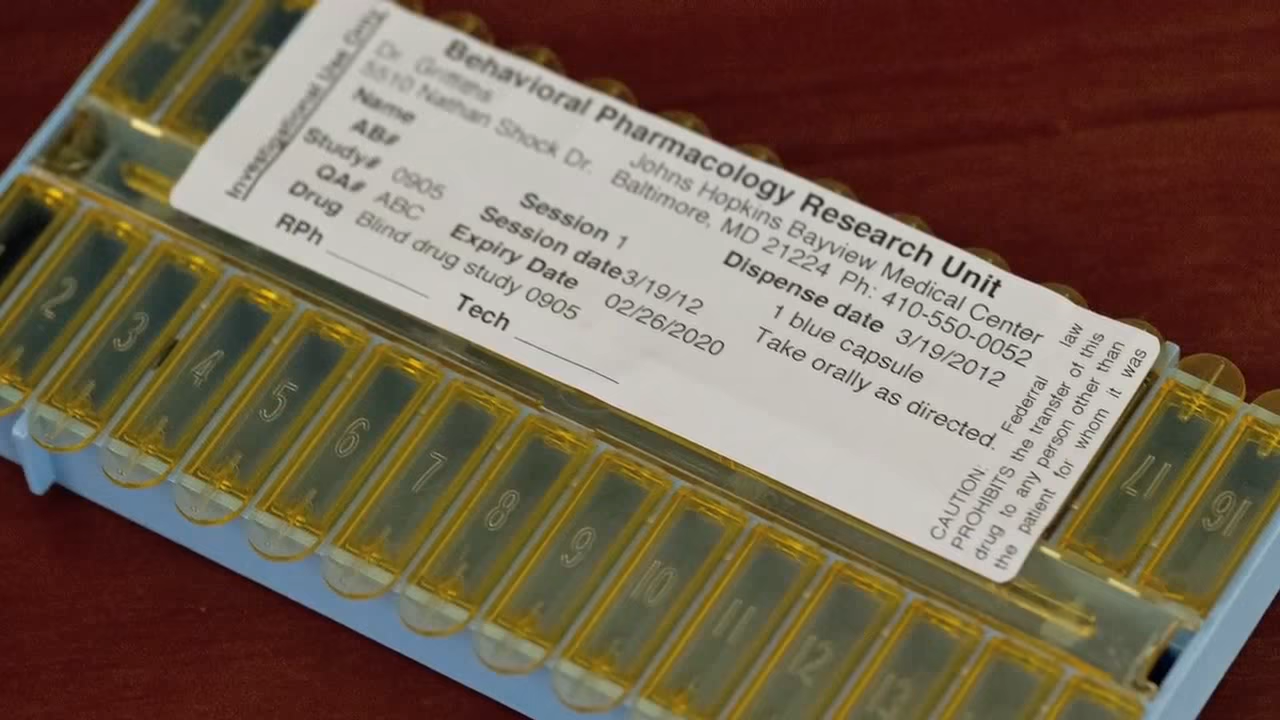 Investigational Use Only
Behavioral Pharmacology Research Unit
Dr. Griffiths Johns Hopkins Bayview Medical Center
5510 Nathan Shock Dr. Baltimore, MD 21224 Ph: 410-550-0052
Name
AB# Session 1 Dispense date 3/19/2012
Study# 0905 Session date3/19/12 1 blue capsule
QA# ABC Expiry Date 02/26/2020 Take orally as directed.
Drug Blind drug study 0905
RPh Tech
CAUTION: Federral law
PROHIBITS the transfer of this
drug to any person other than
the patient for whom it was
2
3
4
5
6
7
8
9
10
11
12
13
17
16